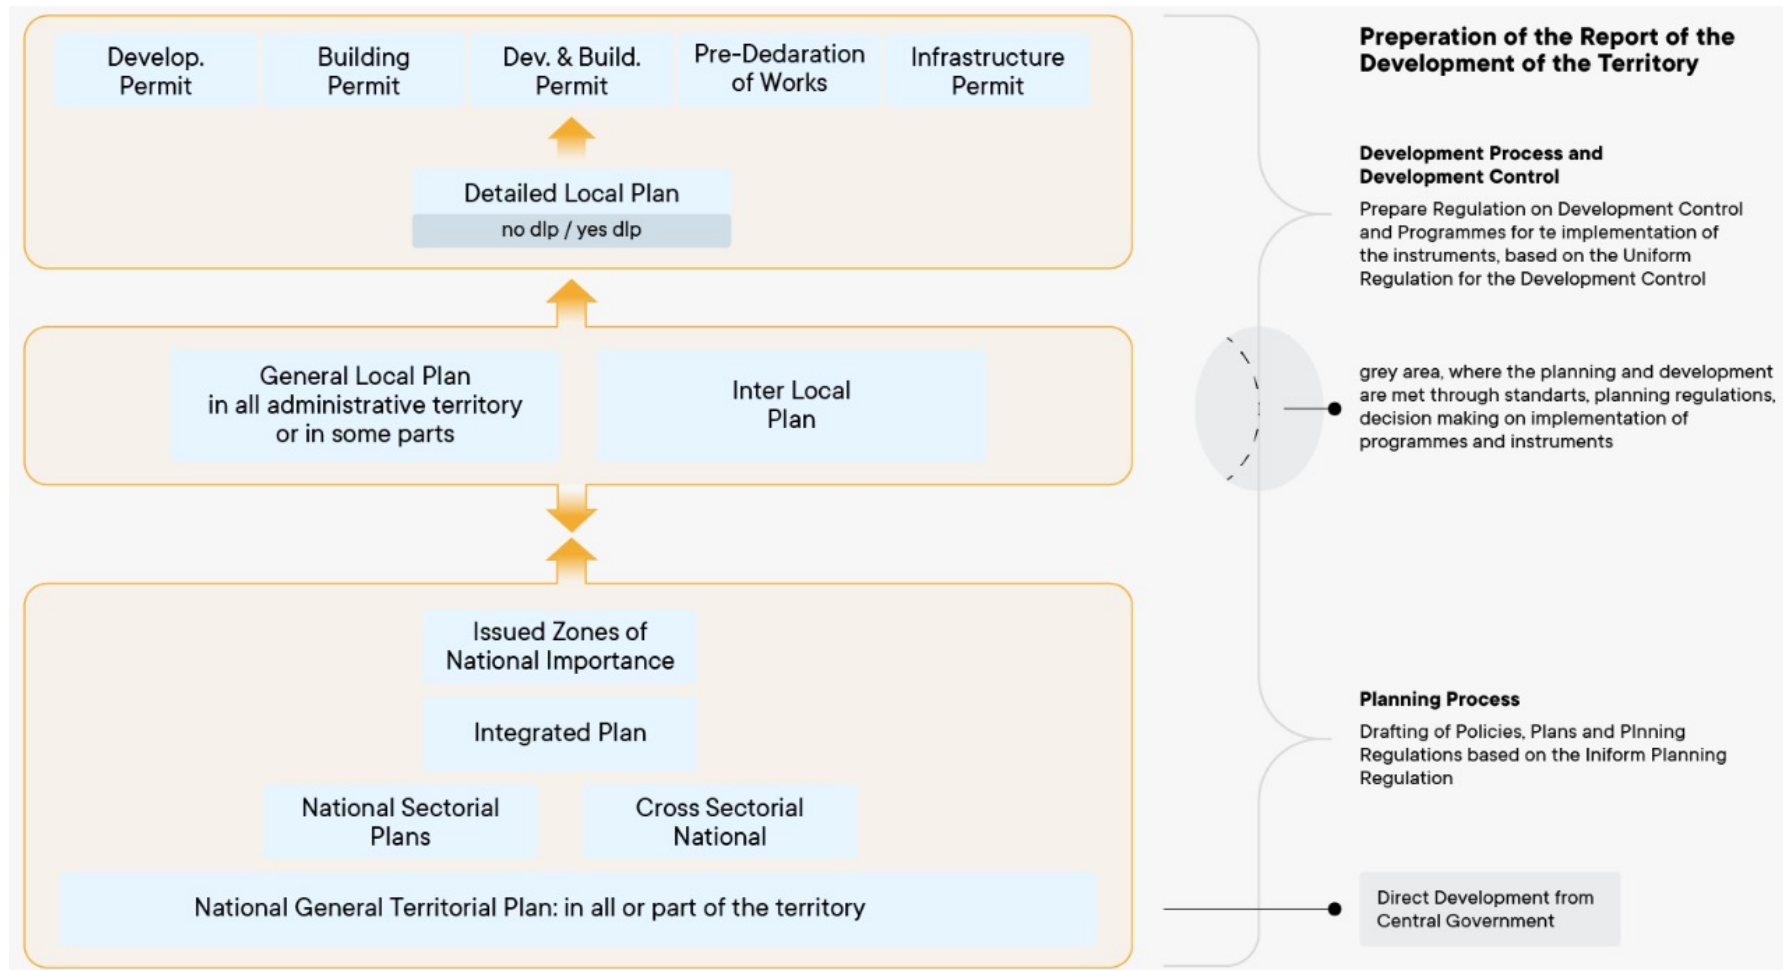 Develop.
Permit
Building
Permit
Dev. & Build.
Permit
Pre-Dedaration
of Works
Infrastructure
Permit
Detailed Local Plan
no dlp / yes dlp
General Local Plan
in all administrative territory
or in some parts
Inter Local
Plan
Issued Zones of
National Importance
Integrated Plan
National Sectorial
Plans
Cross Sectorial
National
National General Territorial Plan: in all or part of the territory
Preperation of the Report of the
Development of the Territory
Development Process and
Development Control
Prepare Regulation on Development Control
and Programmes for te implementation of
the instruments, based on the Uniform
Regulation for the Development Control
grey area, where the planning and development
are met through standarts, planning regulations,
decision making on implementation of
programmes and instruments
Planning Process
Drafting of Policies, Plans and Plnning
Regulations based on the Iniform Planning
Regulation
Direct Development from
Central Government